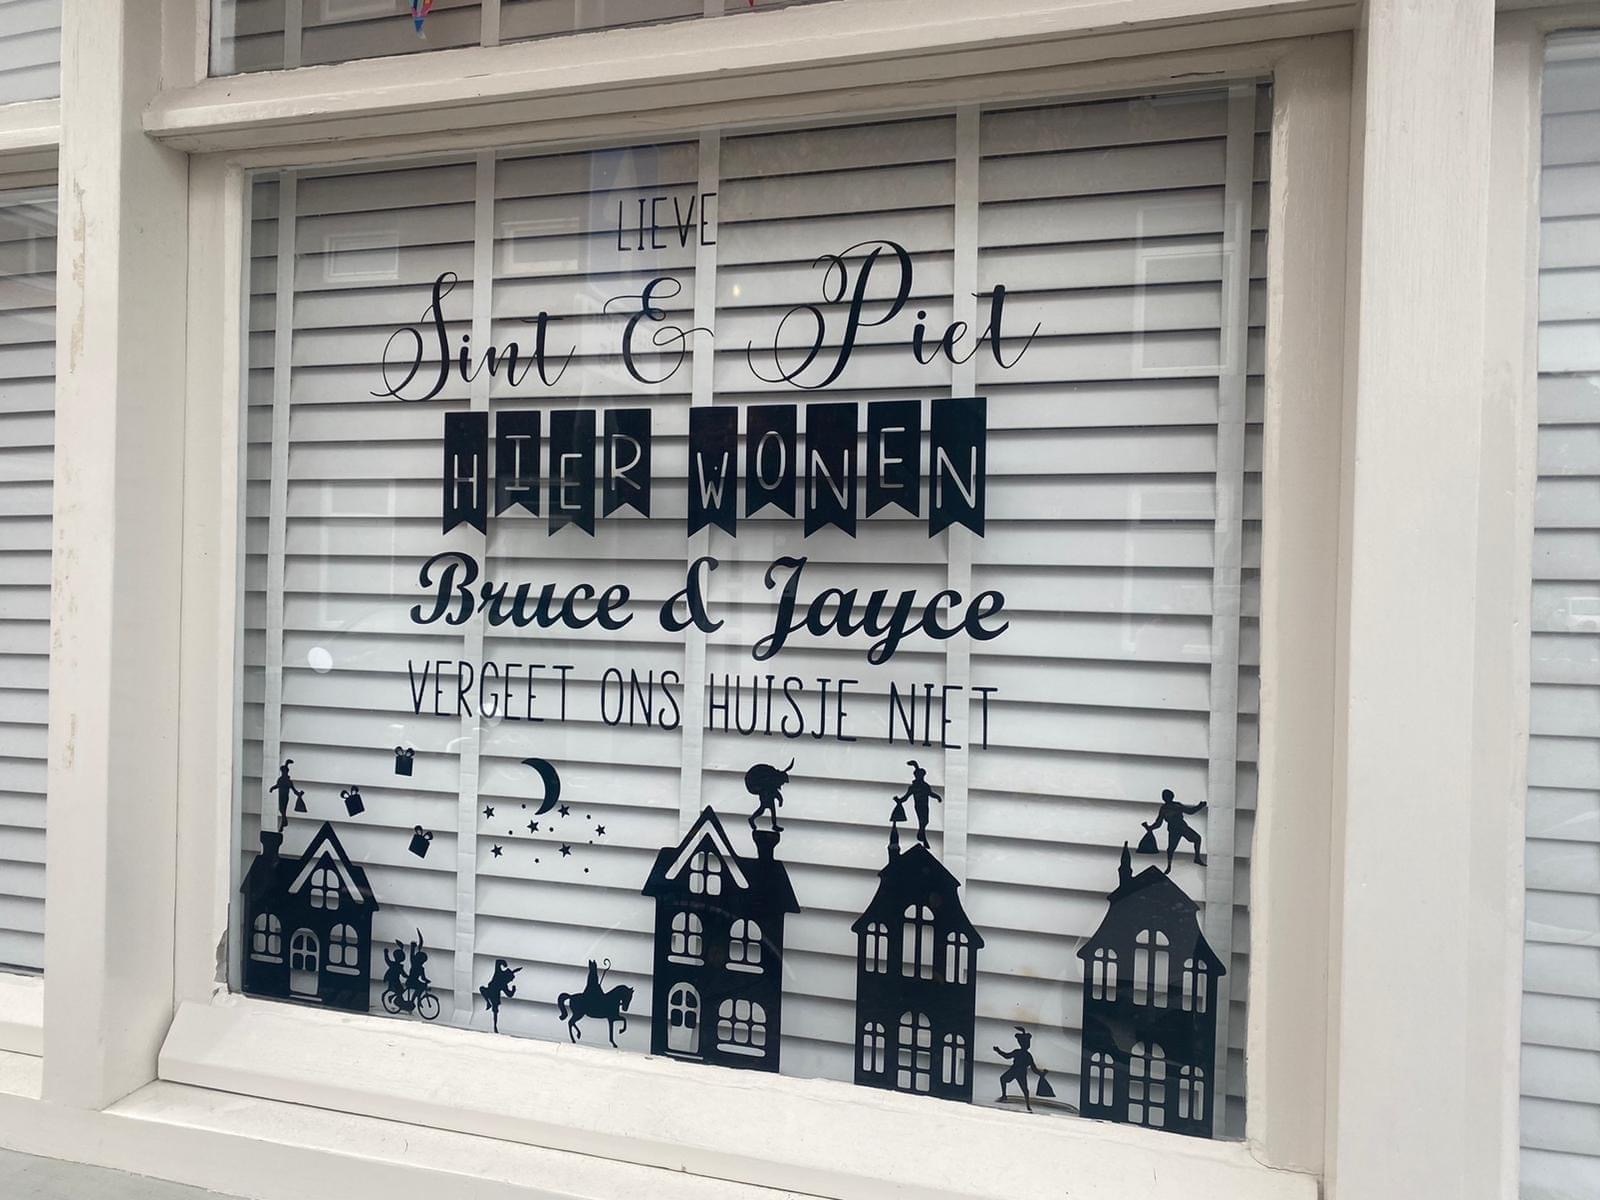 LIEVE
Sint & Piet
HIER WONEN
Bruce & Jayce
VERGEET ONS HUISJE NIET